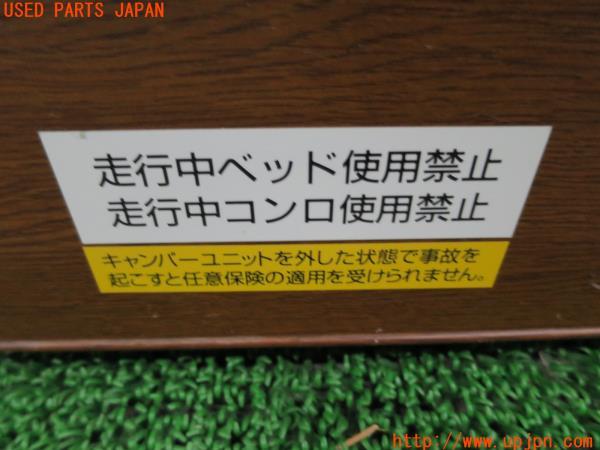 USED PARTS JAPAN
走行中ベッド使用禁止
走行中コンロ使用禁止
キャンパーユニットを外した状態で事故を
起こすと任意保険の適用を受けられません。
http://www.upjpn.com/